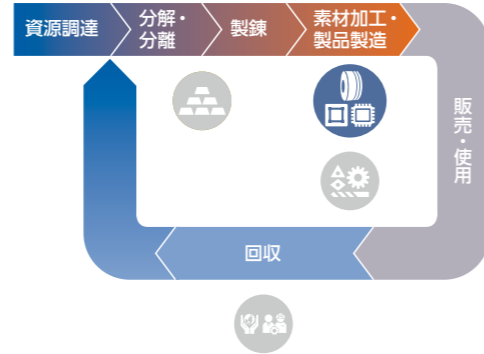 資源調達
分解・
分離
製錬
素材加工・
製品製造
販売・使用
回収